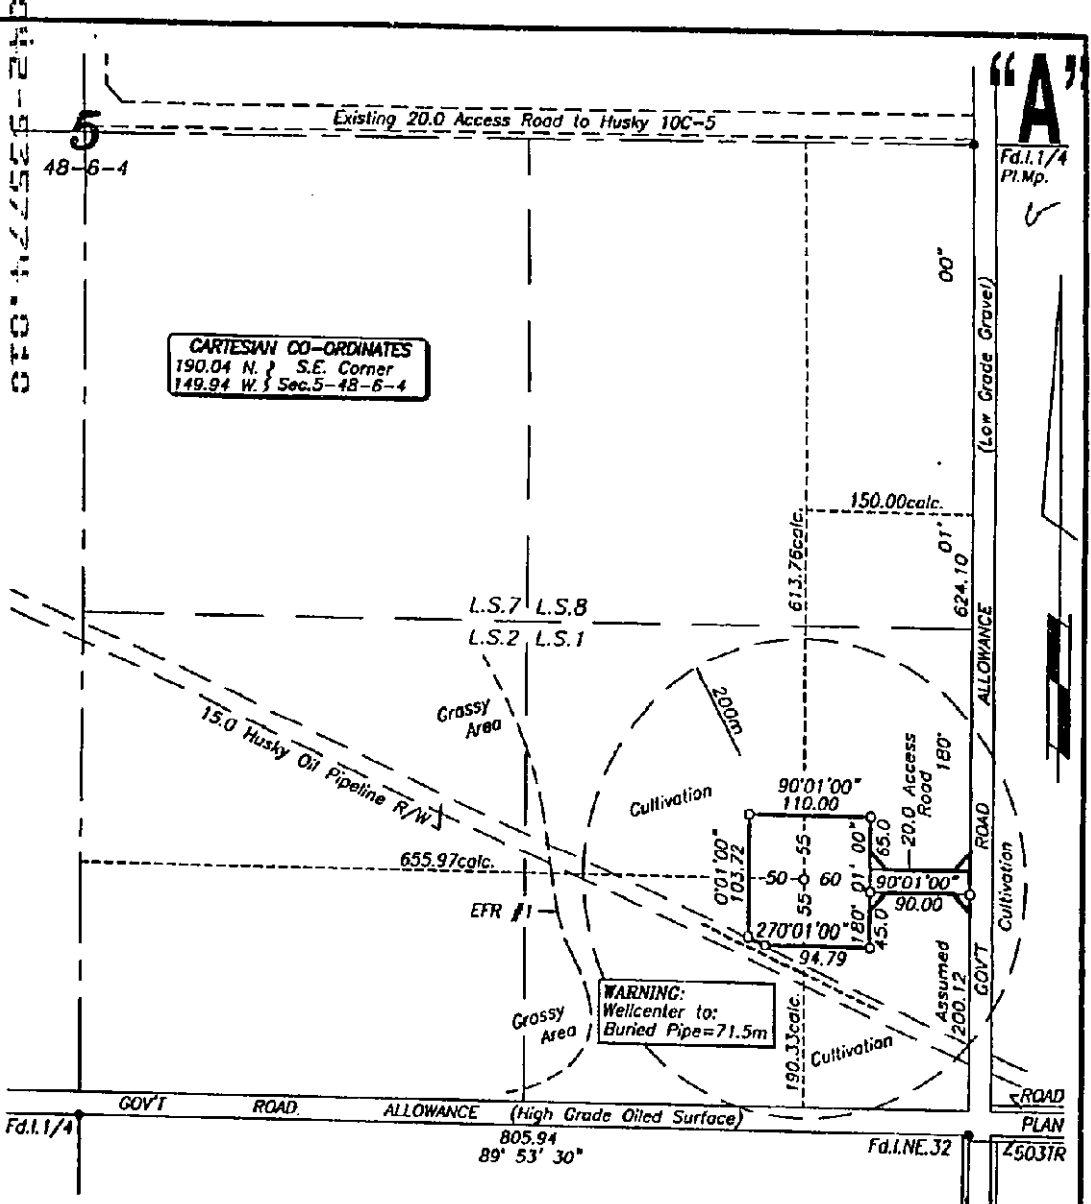 "A"
Existing 20.0 Access Road to Husky 10C-5
5
48-6-4
Fd.I.1/4
Pl.Mp.
CARTESIAN CO-ORDINATES
190.04 N. } S.E. Corner
149.94 W. } Sec.5-48-6-4
00"
(Low Grade Gravel)
150.00calc.
613.76calc.
01'
624.10
L.S.7 L.S.8
L.S.2 L.S.1
ALLOWANCE
200m
Grassy
Area
15.0 Husky Oil Pipeline R/W
Cultivation
90°01'00"
110.00
20.0 Access
Road
180°
0°01'00"
103.72
55
65.0
180° 01' 00"
ROAD
655.97calc.
50
60
90°01'00"
90.00
Cultivation
EFR #1
55
45.0
270°01'00"
94.79
Assumed
200.12
GOV'T
WARNING:
Wellcenter to:
Buried Pipe=71.5m
Grassy
Area
190.33calc.
Cultivation
GOV'T ROAD ALLOWANCE (High Grade Oiled Surface)
ROAD
PLAN
Fd.I.1/4
805.94
89° 53' 30"
Fd.I.NE.32